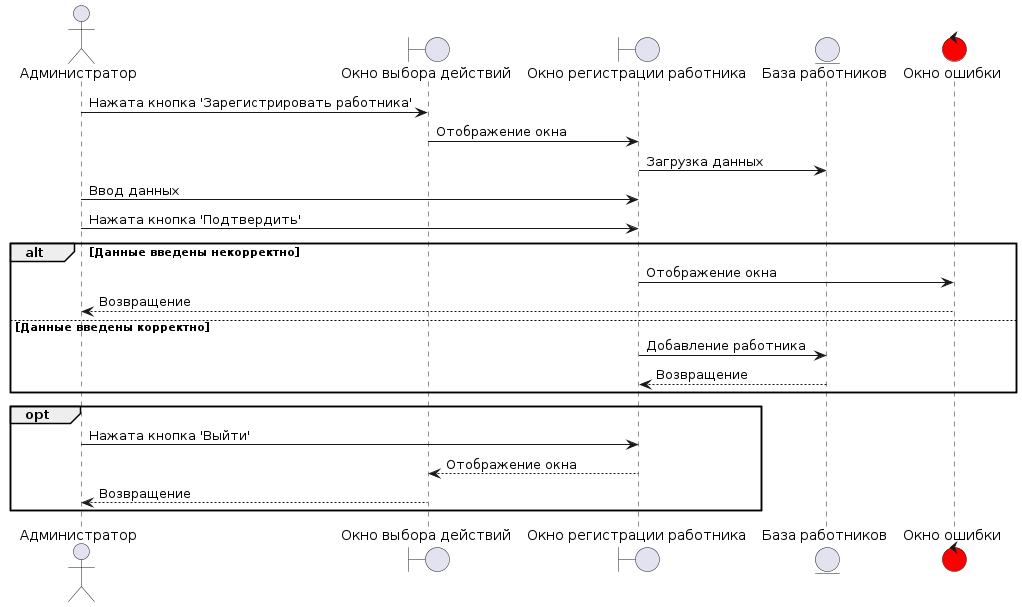 Администратор
Окно выбора действий
Окно регистрации работника
База работников
Окно ошибки
Нажата кнопка 'Зарегистрировать работника'
Отображение окна
Загрузка данных
Ввод данных
Нажата кнопка 'Подтвердить'
alt
[Данные введены некорректно]
Отображение окна
Возвращение
[Данные введены корректно]
Добавление работника
Возвращение
opt
Нажата кнопка 'Выйти'
Отображение окна
Возвращение
Администратор
Окно выбора действий
Окно регистрации работника
База работников
Окно ошибки